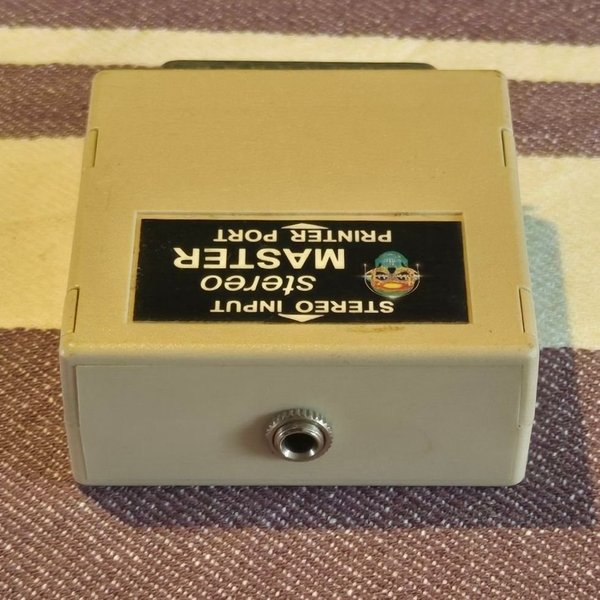 PRINTER PORT
MASTER
stereo
STEREO INPUT